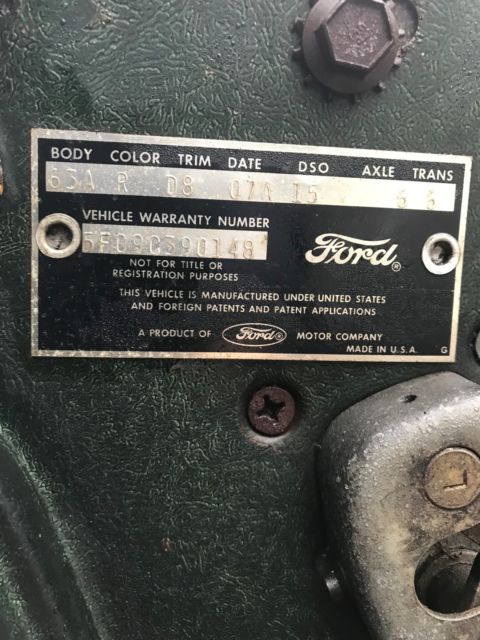 BODY COLOR TRIM DATE DSO AXLE TRANS
63A R D8 07A 15 6 6
VEHICLE WARRANTY NUMBER
5F09C390148
Ford®
NOT FOR TITLE OR
REGISTRATION PURPOSES
THIS VEHICLE IS MANUFACTURED UNDER UNITED STATES
AND FOREIGN PATENTS AND PATENT APPLICATIONS
A PRODUCT OF Ford® MOTOR COMPANY
MADE IN U.S.A. G